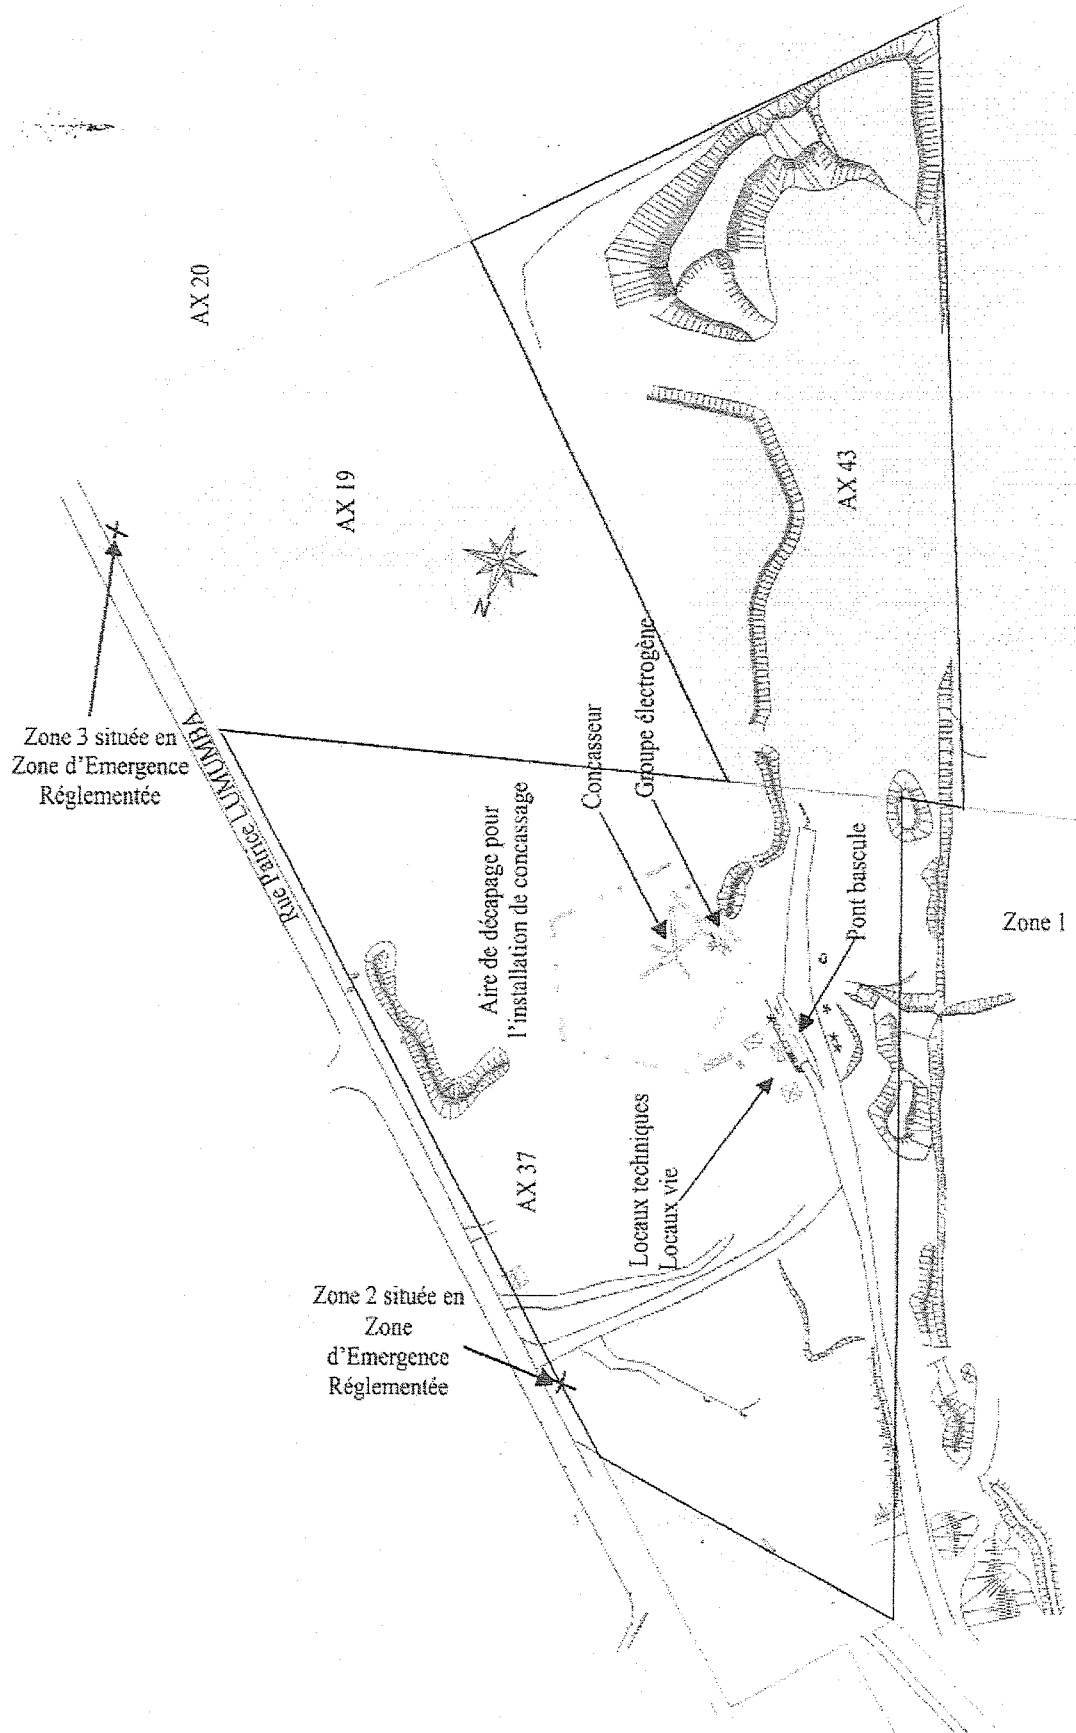 AX 20
AX 19
Zone 3 située en
Zone d'Emergence
Réglementée
Rue Patrice LUMUMBA
N
AX 43
Concasseur
Groupe électrogène
Aire de décapage pour
l'installation de concassage
Pont bascule
Zone 1
AX 37
Locaux techniques
Locaux vie
Zone 2 située en
Zone
d'Emergence
Réglementée